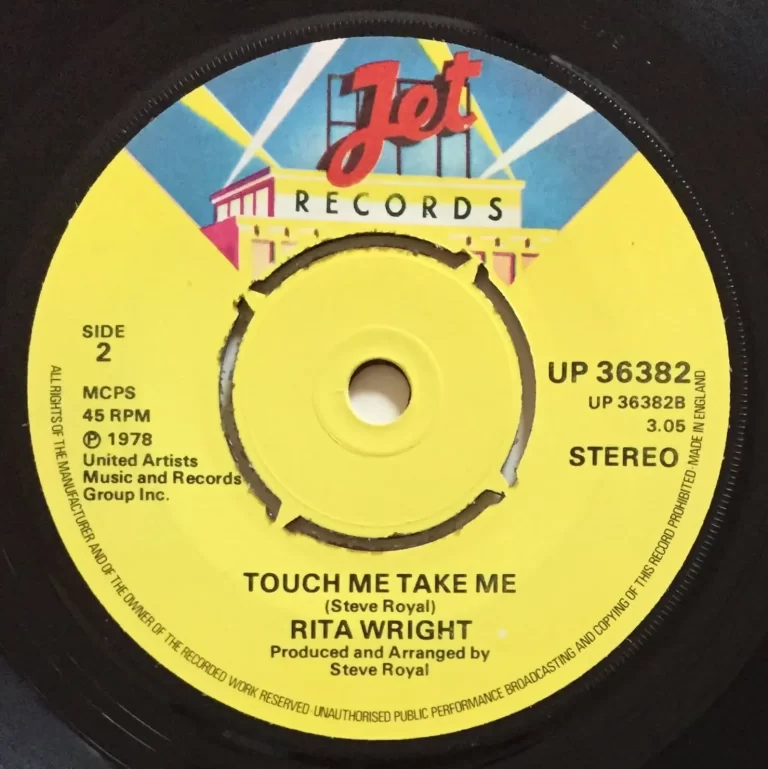 Jet
RECORDS
SIDE
2
MCPS
45 RPM
Ⓟ 1978
United Artists
Music and Records
Group Inc.
UP 36382
UP 36382B
3.05
STEREO
TOUCH ME TAKE ME
(Steve Royal)
RITA WRIGHT
Produced and Arranged by
Steve Royal
ALL RIGHTS OF THE MANUFACTURER AND OF THE OWNER OF THE RECORDED WORK RESERVED·UNAUTHORISED PUBLIC PERFORMANCE BROADCASTING AND COPYING OF THIS RECORD PROHIBITED·MADE IN ENGLAND